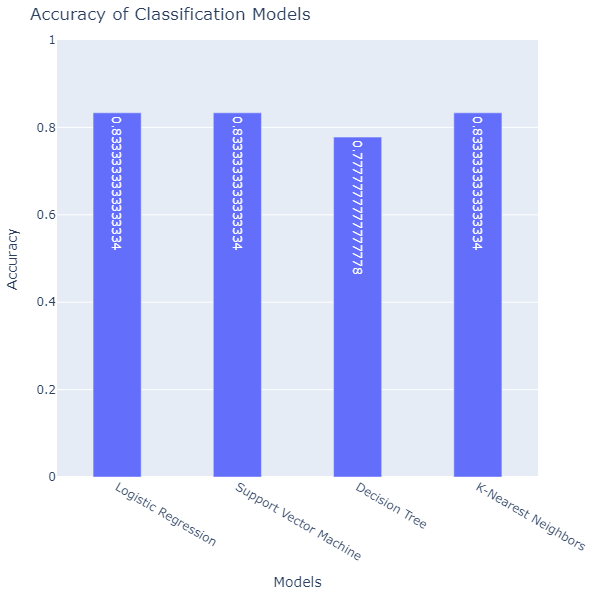 Accuracy of Classification Models
1
0.8
0.6
0.4
0.2
0
Accuracy
0.8333333333333334
0.8333333333333334
0.7777777777777778
0.8333333333333334
Logistic Regression
Support Vector Machine
Decision Tree
K-Nearest Neighbors
Models